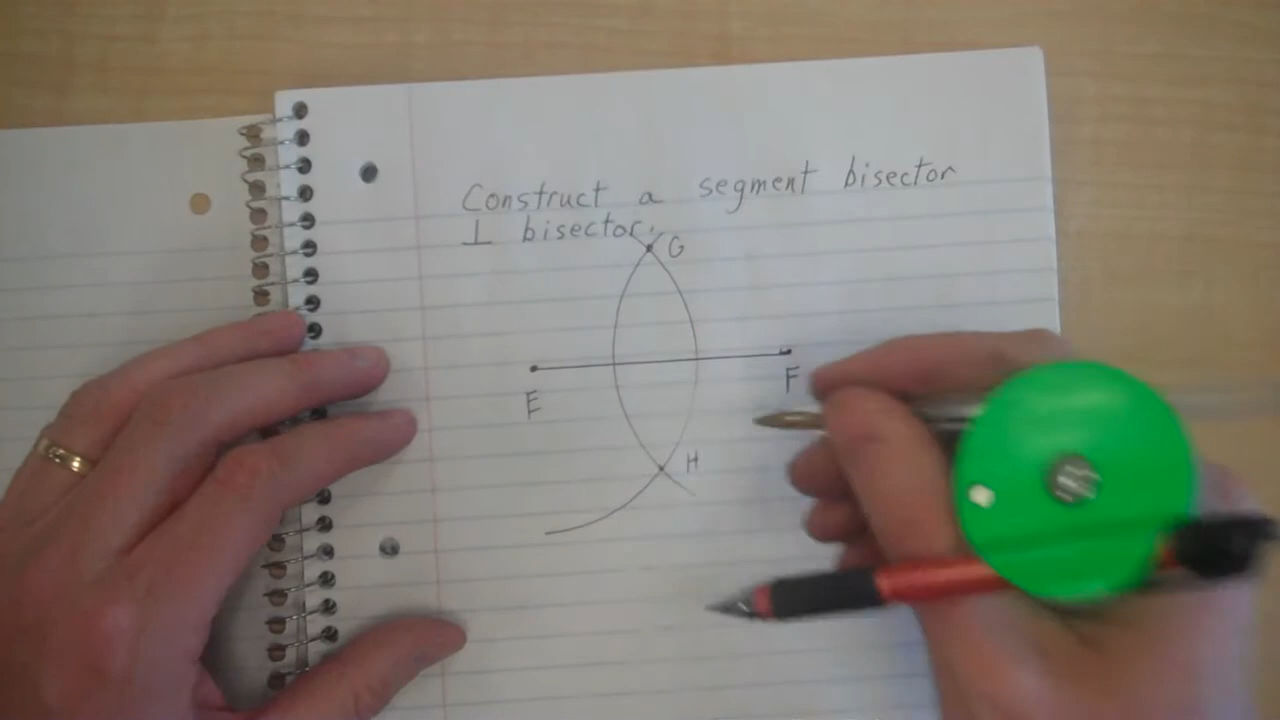 Construct a segment bisector
⊥ bisector.
G
E
F
H